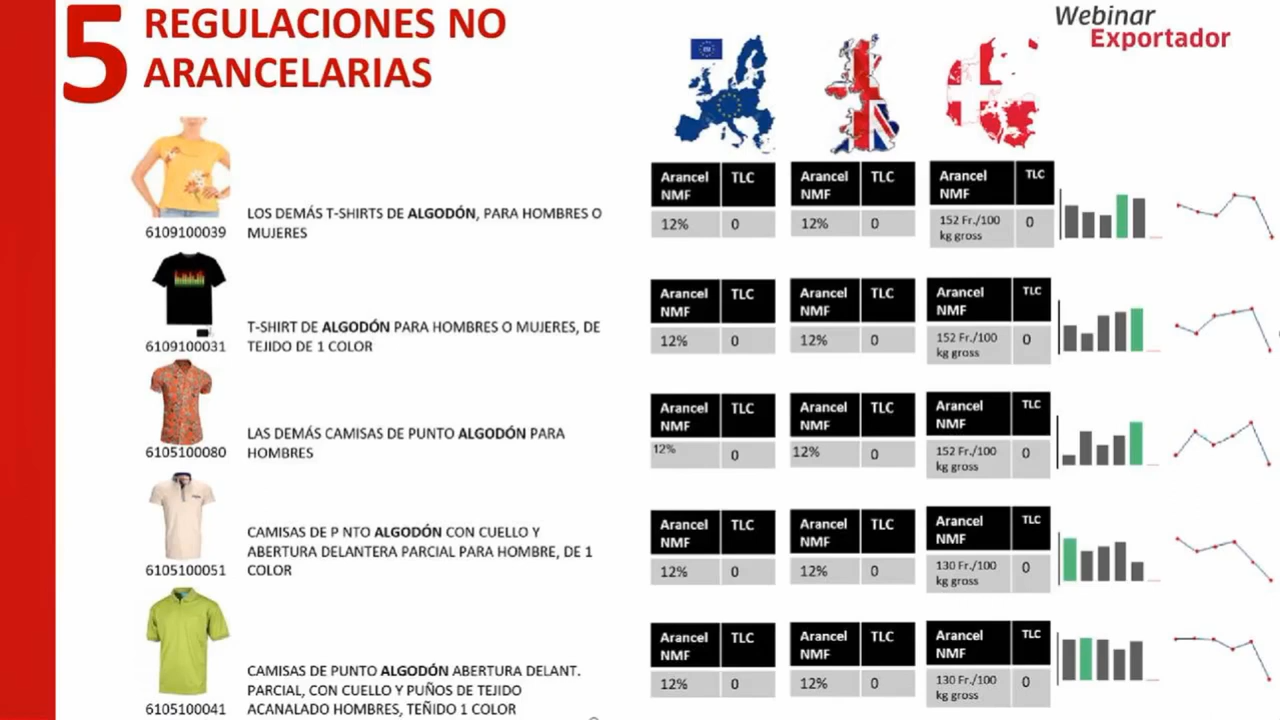 5
REGULACIONES NO
ARANCELARIAS
Webinar
Exportador
6109100039
LOS DEMÁS T-SHIRTS DE ALGODÓN, PARA HOMBRES O
MUJERES
Arancel NMF TLC
12% 0
Arancel NMF TLC
12% 0
Arancel NMF TLC
152 Fr./100 kg gross 0
6109100031
T-SHIRT DE ALGODÓN PARA HOMBRES O MUJERES, DE
TEJIDO DE 1 COLOR
Arancel NMF TLC
12% 0
Arancel NMF TLC
12% 0
Arancel NMF TLC
152 Fr./100 kg gross 0
6105100080
LAS DEMÁS CAMISAS DE PUNTO ALGODÓN PARA
HOMBRES
Arancel NMF TLC
12% 0
Arancel NMF TLC
12% 0
Arancel NMF TLC
152 Fr./100 kg gross 0
6105100051
CAMISAS DE P NTO ALGODÓN CON CUELLO Y
ABERTURA DELANTERA PARCIAL PARA HOMBRE, DE 1
COLOR
Arancel NMF TLC
12% 0
Arancel NMF TLC
12% 0
Arancel NMF TLC
130 Fr./100 kg gross 0
6105100041
CAMISAS DE PUNTO ALGODÓN ABERTURA DELANT.
PARCIAL, CON CUELLO Y PUÑOS DE TEJIDO
ACANALADO HOMBRES, TEÑIDO 1 COLOR
Arancel NMF TLC
12% 0
Arancel NMF TLC
12% 0
Arancel NMF TLC
130 Fr./100 kg gross 0